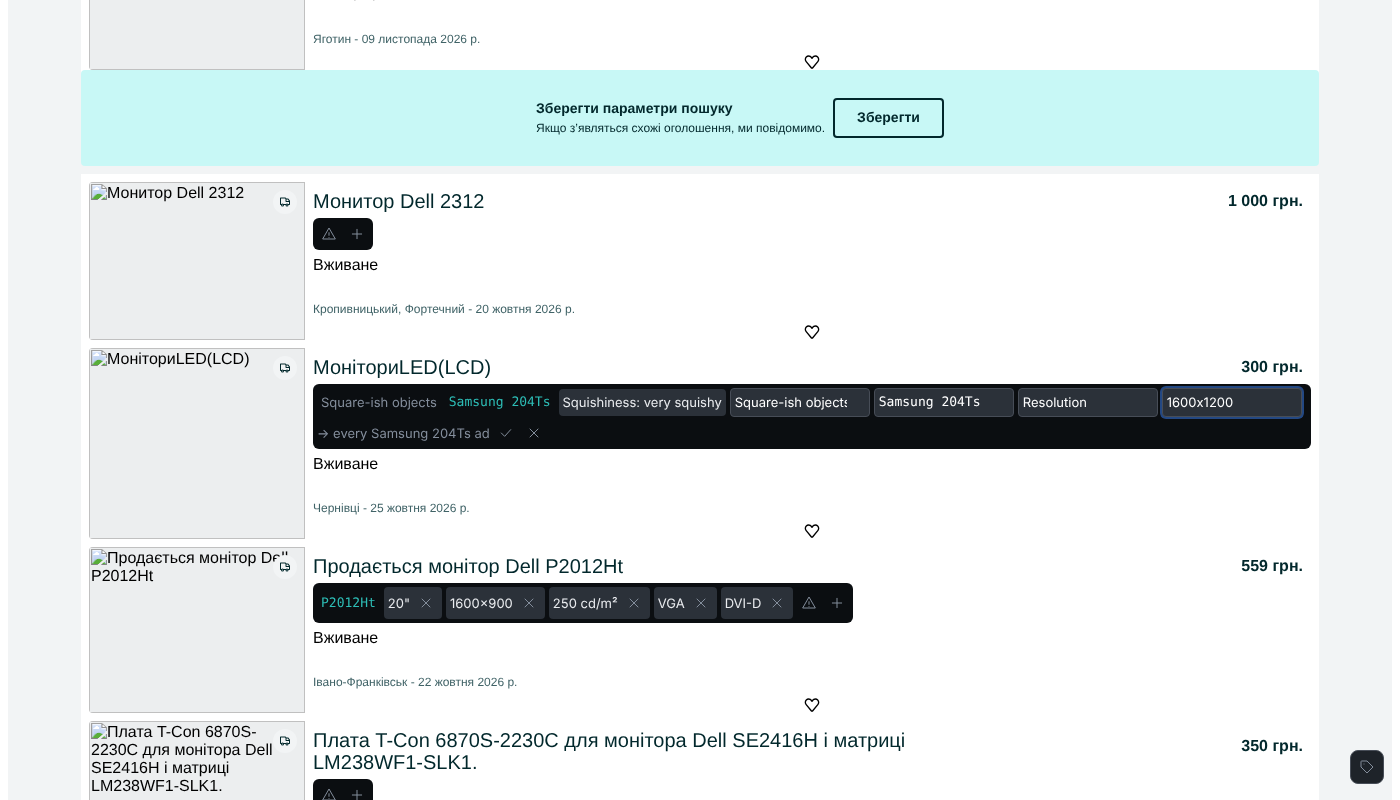 Яготин - 09 листопада 2026 р.
Зберегти параметри пошуку
Якщо з’являться схожі оголошення, ми повідомимо.
Зберегти
Монитор Dell 2312
Монитор Dell 2312
1 000 грн.
Вживане
Кропивницький, Фортечний - 20 жовтня 2026 р.
МоніториLED(LCD)
МоніториLED(LCD)
300 грн.
Square-ish objects Samsung 204Ts Squishiness: very squishy Square-ish objects Samsung 204Ts Resolution 1600x1200
→ every Samsung 204Ts ad
Вживане
Чернівці - 25 жовтня 2026 р.
Продається монітор Dell
P2012Ht
Продається монітор Dell P2012Ht
559 грн.
P2012Ht 20" 1600×900 250 cd/m² VGA DVI-D
Вживане
Івано-Франківськ - 22 жовтня 2026 р.
Плата T-Con 6870S-
2230C для монітора Dell
SE2416H і матриці
LM238WF1-SLK1.
Плата T-Con 6870S-2230C для монітора Dell SE2416H і матриці
LM238WF1-SLK1.
350 грн.